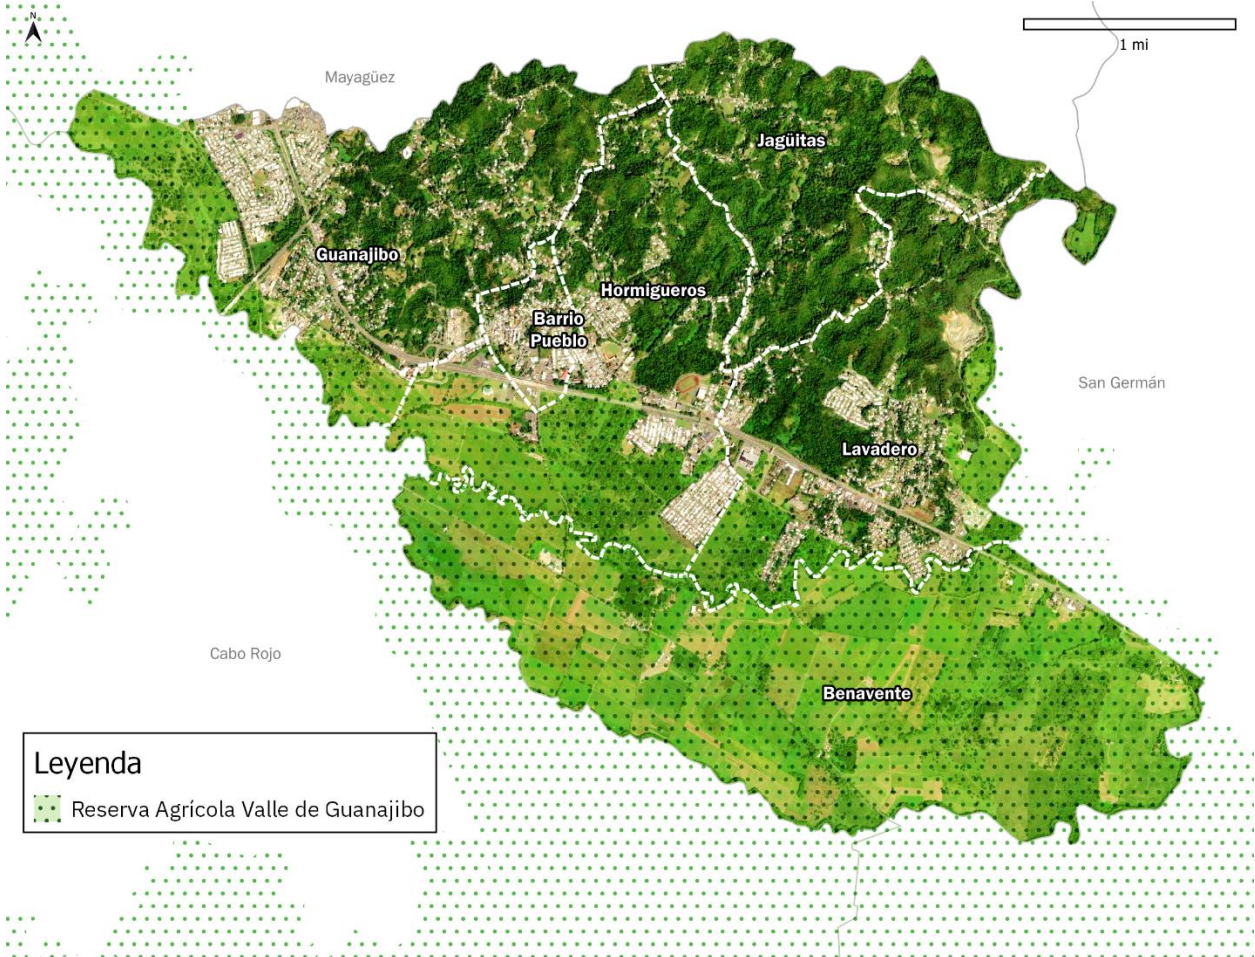 N
1 mi
Mayagüez
Jagüitas
Guanajibo
Hormigueros
Barrio
Pueblo
San Germán
Lavadero
Cabo Rojo
Benavente
Leyenda
Reserva Agrícola Valle de Guanajibo